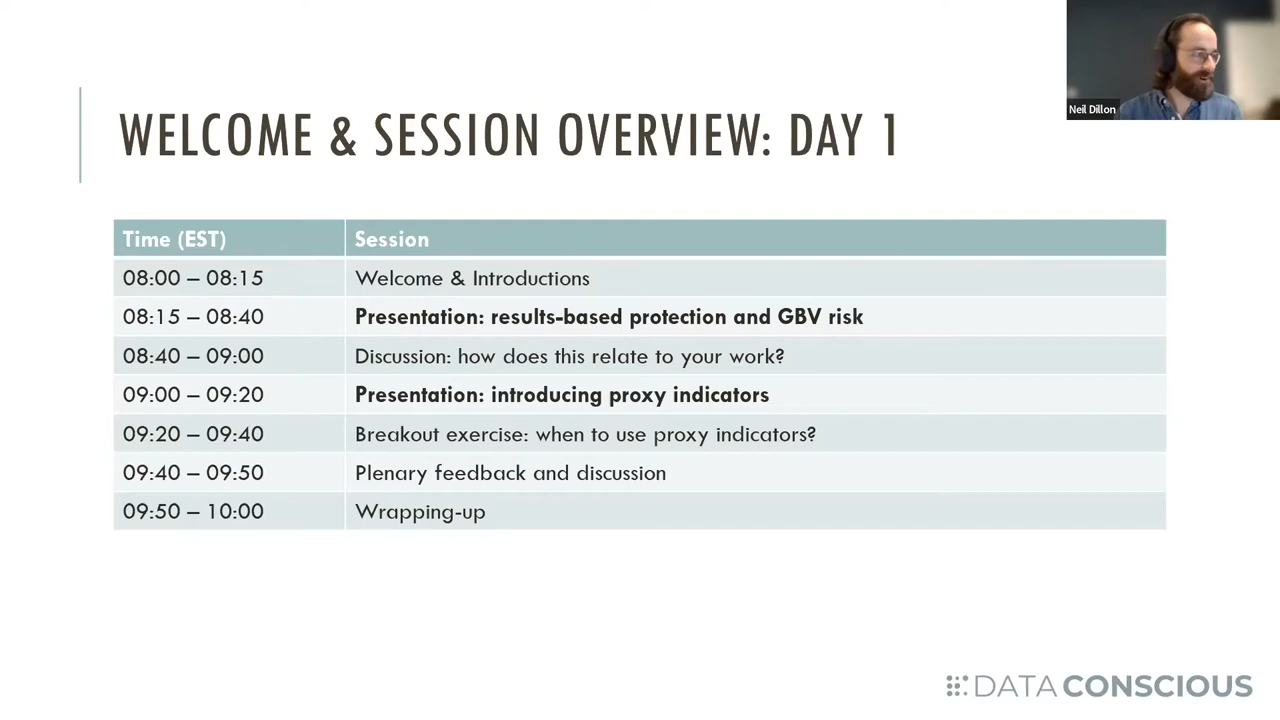 Neil Dillon
WELCOME & SESSION OVERVIEW: DAY 1
Time (EST) Session
08:00 – 08:15 Welcome & Introductions
08:15 – 08:40 Presentation: results-based protection and GBV risk
08:40 – 09:00 Discussion: how does this relate to your work?
09:00 – 09:20 Presentation: introducing proxy indicators
09:20 – 09:40 Breakout exercise: when to use proxy indicators?
09:40 – 09:50 Plenary feedback and discussion
09:50 – 10:00 Wrapping-up
DATA CONSCIOUS